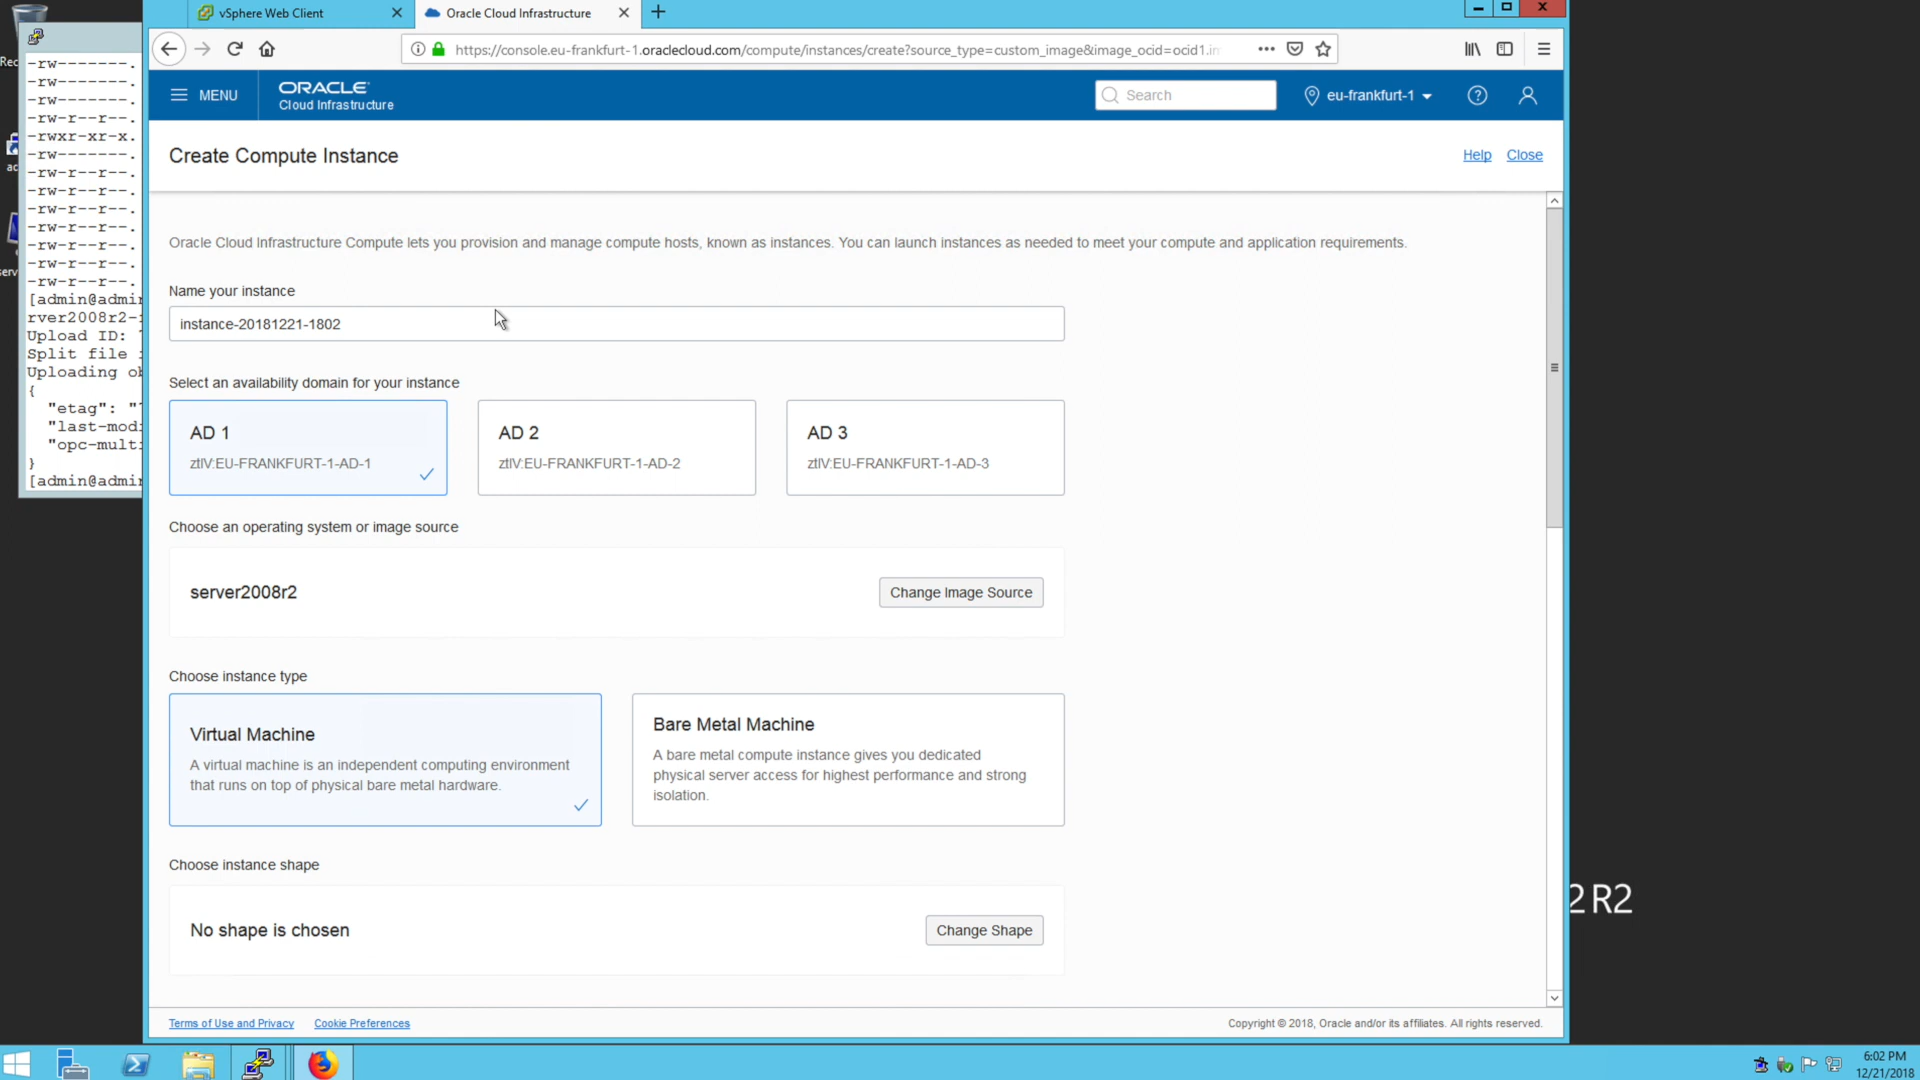 vSphere Web Client
Oracle Cloud Infrastructure
https://console.eu-frankfurt-1.oraclecloud.com/compute/instances/create?source_type=custom_image&image_ocid=ocid1.i
MENU
ORACLE
Cloud Infrastructure
Search
eu-frankfurt-1
Create Compute Instance
Help
Close
Oracle Cloud Infrastructure Compute lets you provision and manage compute hosts, known as instances. You can launch instances as needed to meet your compute and application requirements.
Name your instance
instance-20181221-1802
Select an availability domain for your instance
AD 1
ztIV:EU-FRANKFURT-1-AD-1
AD 2
ztIV:EU-FRANKFURT-1-AD-2
AD 3
ztIV:EU-FRANKFURT-1-AD-3
Choose an operating system or image source
server2008r2
Change Image Source
Choose instance type
Virtual Machine
A virtual machine is an independent computing environment
that runs on top of physical bare metal hardware.
Bare Metal Machine
A bare metal compute instance gives you dedicated
physical server access for highest performance and strong
isolation.
Choose instance shape
No shape is chosen
Change Shape
Terms of Use and Privacy
Cookie Preferences
Copyright © 2018, Oracle and/or its affiliates. All rights reserved.
Rec
ac
serv
-rw-------.
-rw-------.
-rw-------.
-rw-r--r--.
-rwxr-xr-x.
-rw-------.
-rw-r--r--.
-rw-r--r--.
-rw-r--r--.
-rw-r--r--.
-rw-r--r--.
-rw-r--r--.
-rw-r--r--.
[admin@admin
rver2008r2-
Upload ID:
Split file
Uploading ob
{
"etag": "
"last-modi
"opc-multi
}
[admin@admin
2 R2
6:02 PM
12/21/2018